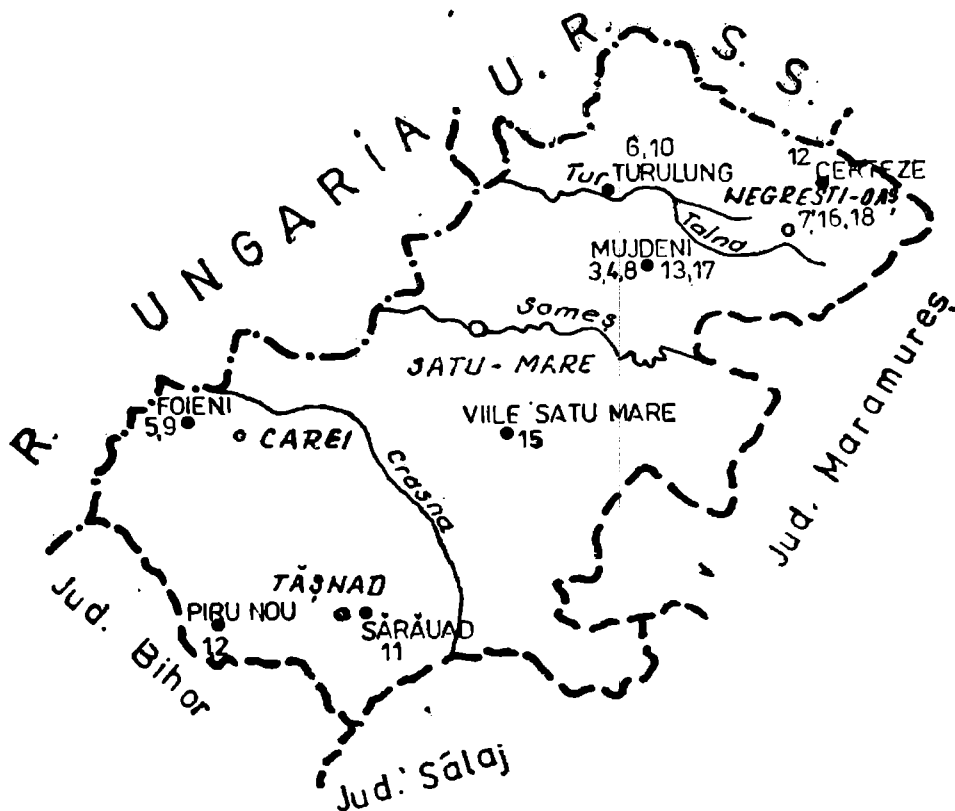 U. R. S. S.
R. UNGARIA
6,10
Tur TURULUNG
12
CERTEZE
NEGREȘTI-OAȘ
7,16,18
Talna
MUJDENI
3,4,8 13,17
Someș
SATU-MARE
FOIENI
5,9
CAREI
VIILE SATU MARE
15
Crasna
Jud. Maramureș
TĂȘNAD
PIRU NOU
12
SĂRĂUAD
11
Jud. Bihor
Jud. Sălaj